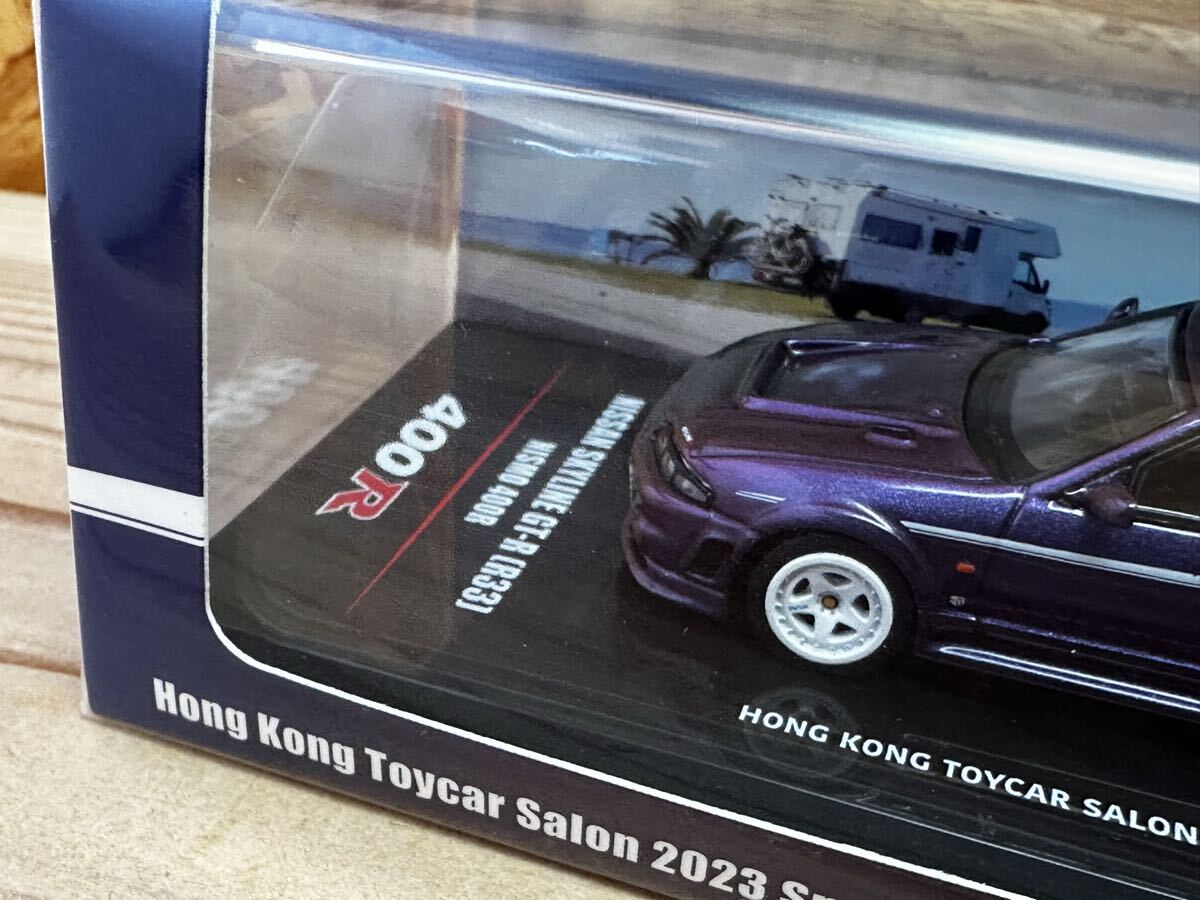 400R
NISSAN SKYLINE GT-R (R33)
NISMO 400R
HONG KONG TOYCAR SALON
Hong Kong Toycar Salon 2023